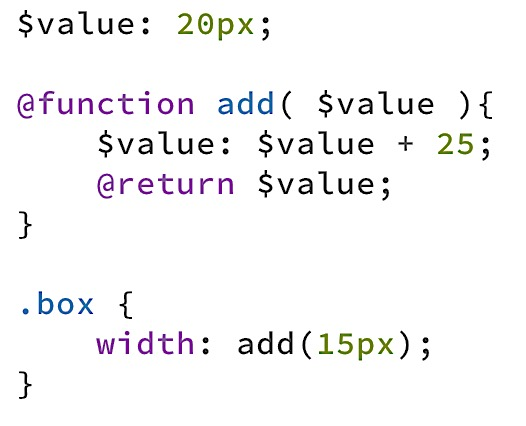 $value: 20px;
@function add( $value ){
    $value: $value + 25;
    @return $value;
}
.box {
    width: add(15px);
}